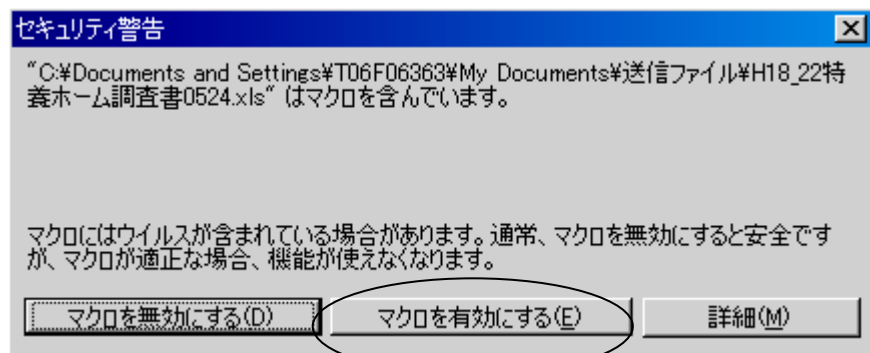 セキュリティ警告
"C:¥Documents and Settings¥T06F06363¥My Documents¥送信ファイル¥H18_22特
養ホーム調査書0524.xls" はマクロを含んでいます。
マクロにはウイルスが含まれている場合があります。通常、マクロを無効にすると安全です
が、マクロが適正な場合、機能が使えなくなります。
マクロを無効にする(D) マクロを有効にする(E) 詳細(M)